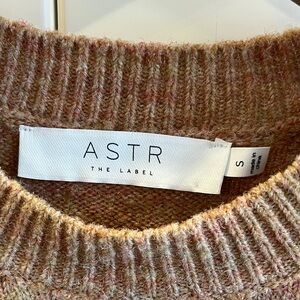 ASTR
THE LABEL
S